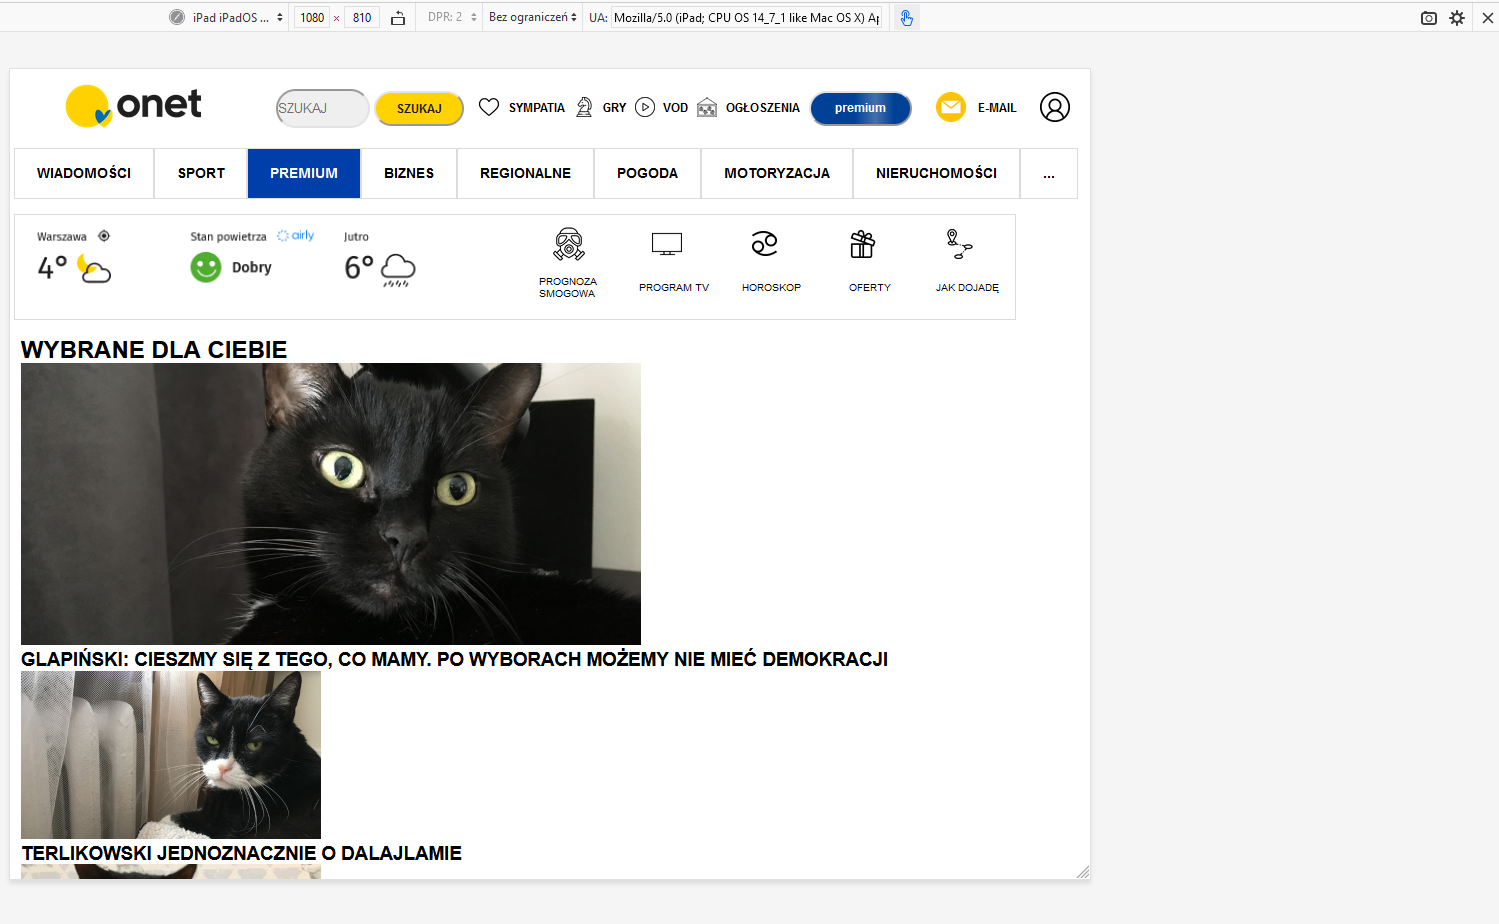 iPad iPadOS ... 1080 × 810 DPR: 2 Bez ograniczeń UA: Mozilla/5.0 (iPad; CPU OS 14_7_1 like Mac OS X) Ap
onet SZUKAJ SZUKAJ SYMPATIA GRY VOD OGŁOSZENIA premium E-MAIL
WIADOMOŚCI SPORT PREMIUM BIZNES REGIONALNE POGODA MOTORYZACJA NIERUCHOMOŚCI ...
Warszawa Stan powietrza airly Jutro
4° Dobry 6°
PROGNOZA
SMOGOWA PROGRAM TV HOROSKOP OFERTY JAK DOJADĘ
WYBRANE DLA CIEBIE
GLAPIŃSKI: CIESZMY SIĘ Z TEGO, CO MAMY. PO WYBORACH MOŻEMY NIE MIEĆ DEMOKRACJI
TERLIKOWSKI JEDNOZNACZNIE O DALAJLAMIE